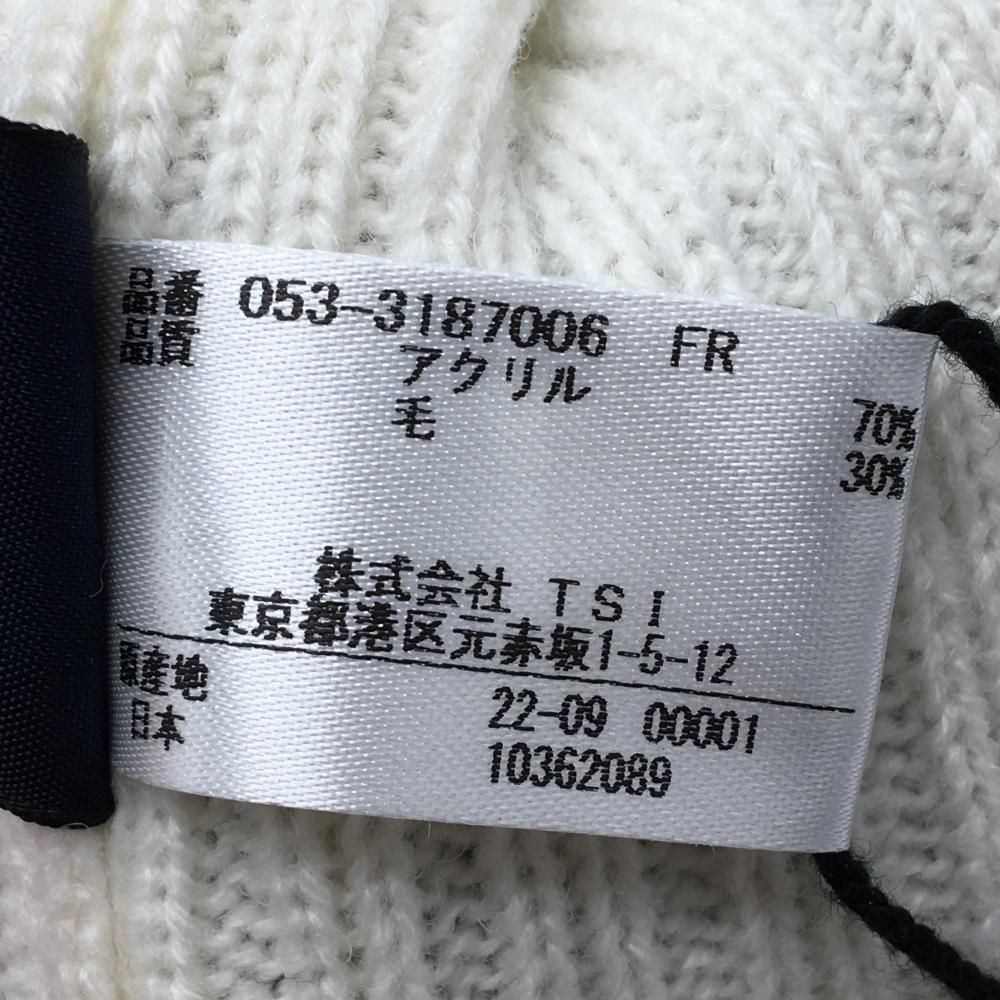 品番 053-3187006 FR
品質 アクリル 70%
毛 30%
株式会社 TSI
東京都港区元赤坂1-5-12
原産地 22-09 00001
日本 10362089